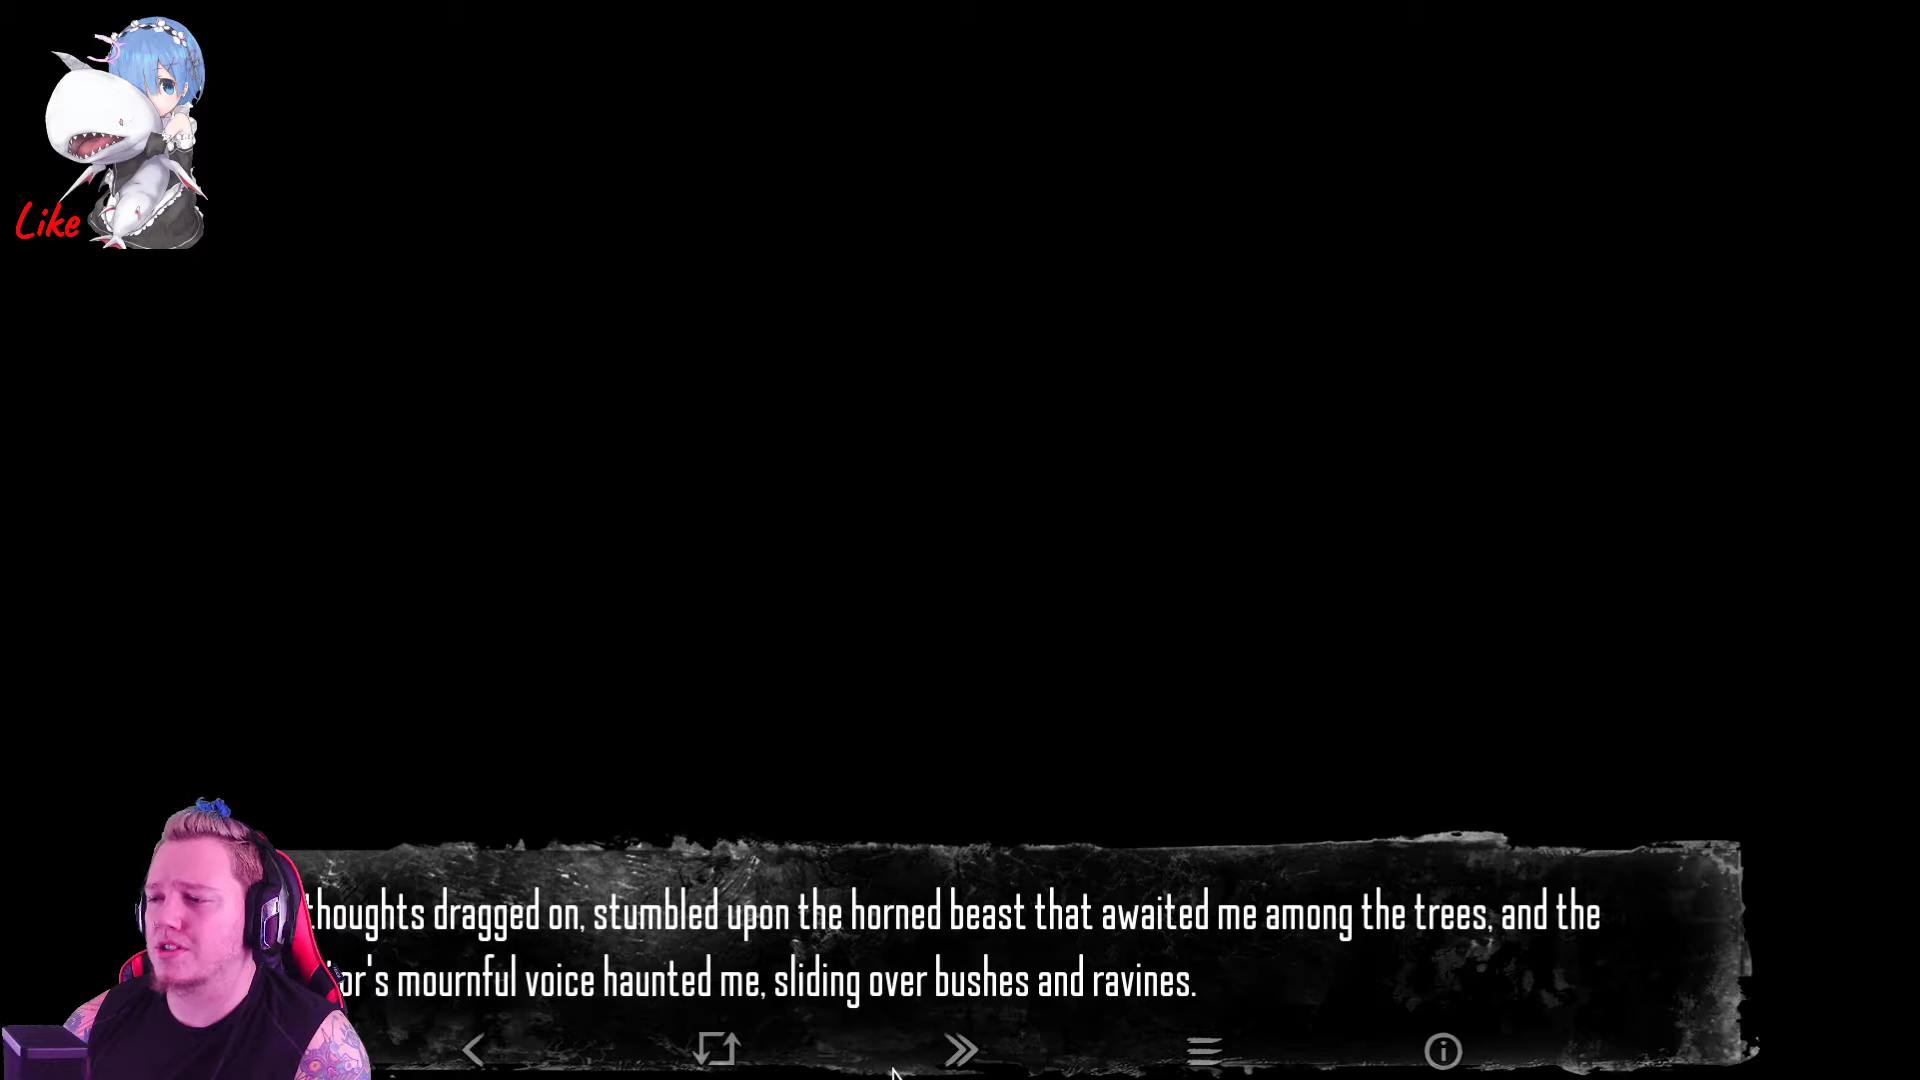 Like
thoughts dragged on, stumbled upon the horned beast that awaited me among the trees, and the
mournful voice haunted me, sliding over bushes and ravines.